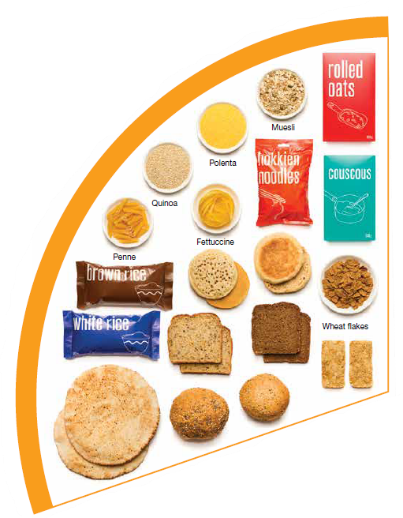 rolled
oats
Muesli
Polenta
hokkien
noodles
couscous
Quinoa
Fettuccine
Penne
brown rice
Wheat flakes
white rice